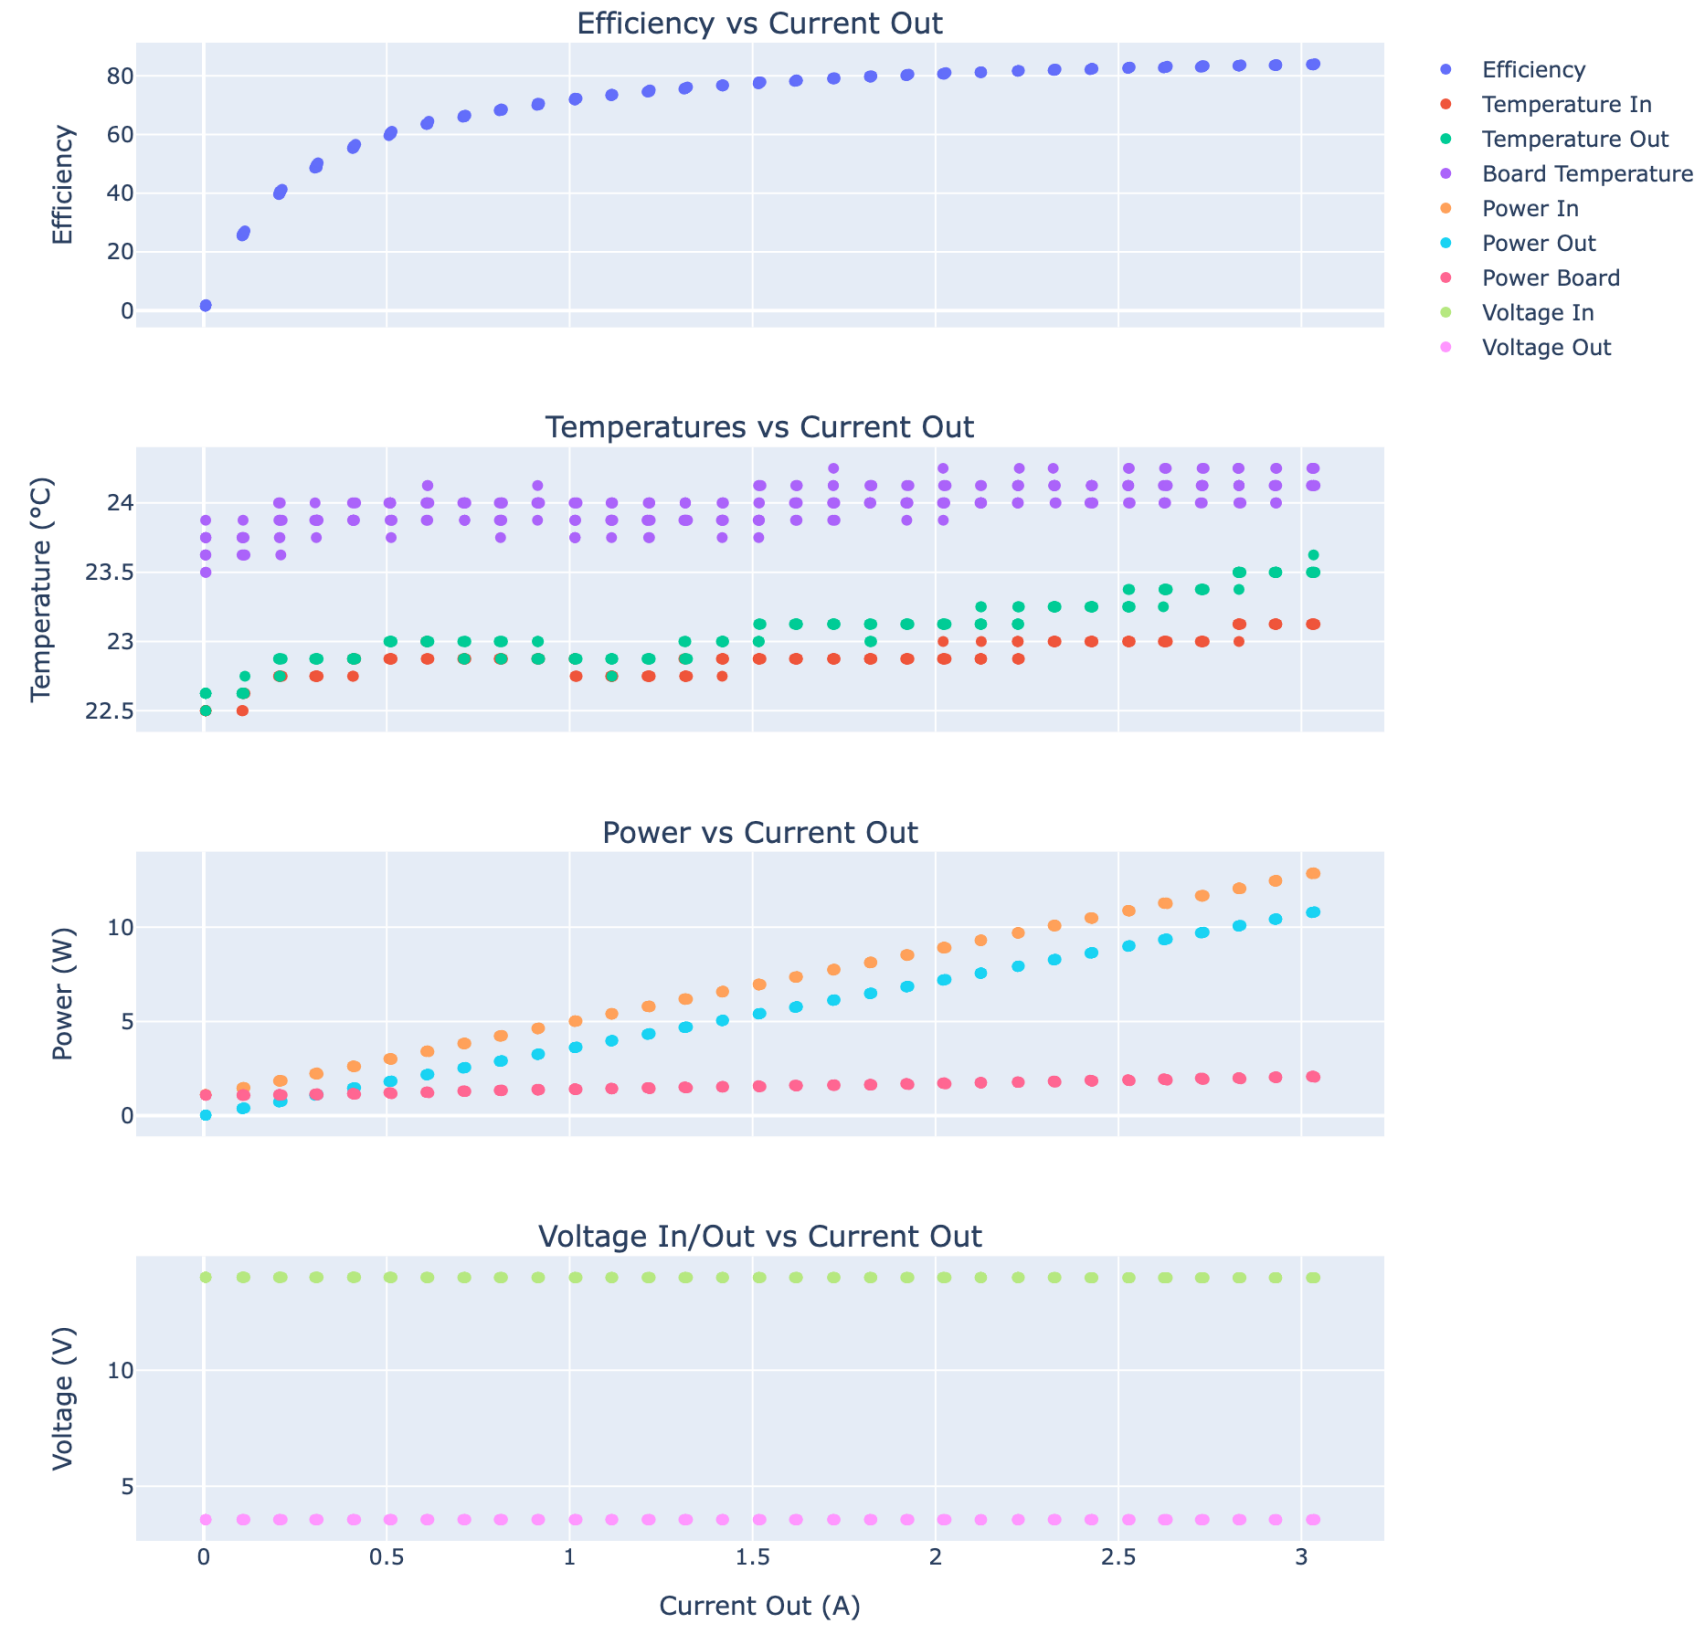 Efficiency vs Current Out
80
60
40
20
0
Efficiency
Efficiency
Temperature In
Temperature Out
Board Temperature
Power In
Power Out
Power Board
Voltage In
Voltage Out
Temperatures vs Current Out
24
23.5
23
22.5
Temperature (°C)
Power vs Current Out
10
5
0
Power (W)
Voltage In/Out vs Current Out
10
5
Voltage (V)
0 0.5 1 1.5 2 2.5 3
Current Out (A)